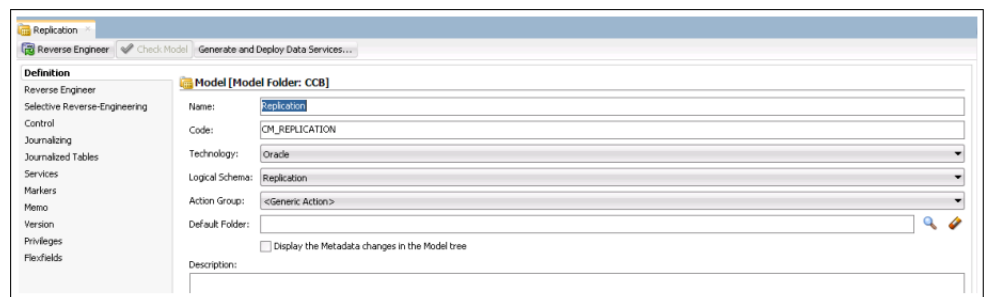 Replication
Reverse Engineer Check Model Generate and Deploy Data Services...
Definition
Reverse Engineer
Selective Reverse-Engineering
Control
Journalizing
Journalized Tables
Services
Markers
Memo
Version
Privileges
Flexfields
Model [Model Folder: CCB]
Name: Replication
Code: CM_REPLICATION
Technology: Oracle
Logical Schema: Replication
Action Group: <Generic Action>
Default Folder:
Display the Metadata changes in the Model tree
Description: